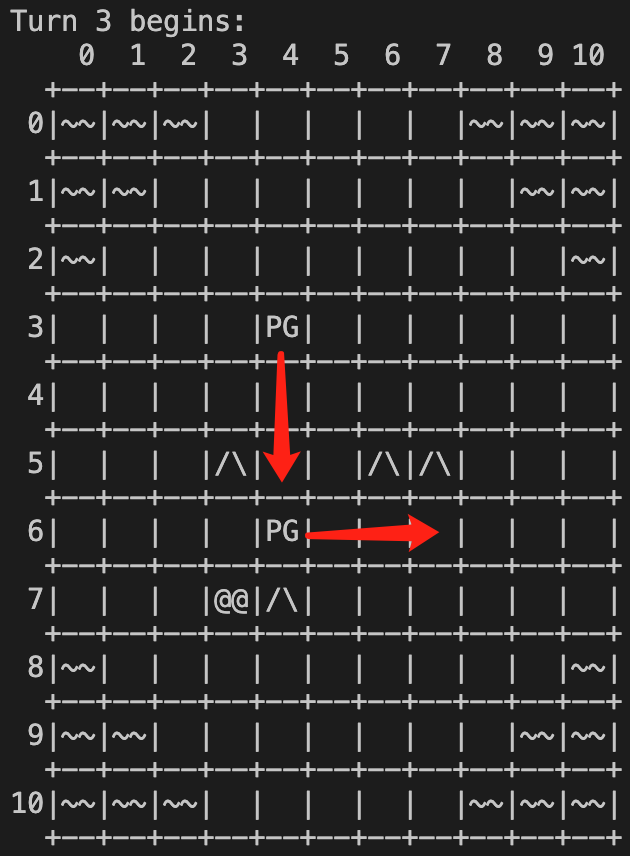 Turn 3 begins:
   0  1  2  3  4  5  6  7  8  9 10
  +--+--+--+--+--+--+--+--+--+--+--+
 0|~~|~~|~~|  |  |  |  |  |~~|~~|~~|
  +--+--+--+--+--+--+--+--+--+--+--+
 1|~~|~~|  |  |  |  |  |  |  |~~|~~|
  +--+--+--+--+--+--+--+--+--+--+--+
 2|~~|  |  |  |  |  |  |  |  |  |~~|
  +--+--+--+--+--+--+--+--+--+--+--+
 3|  |  |  |  |PG|  |  |  |  |  |  |
  +--+--+--+--+--+--+--+--+--+--+--+
 4|  |  |  |  |  |  |  |  |  |  |  |
  +--+--+--+--+--+--+--+--+--+--+--+
 5|  |  |  |/\|  |  |/\|/\|  |  |  |
  +--+--+--+--+--+--+--+--+--+--+--+
 6|  |  |  |  |PG|  |  |  |  |  |  |
  +--+--+--+--+--+--+--+--+--+--+--+
 7|  |  |  |@@|/\|  |  |  |  |  |  |
  +--+--+--+--+--+--+--+--+--+--+--+
 8|~~|  |  |  |  |  |  |  |  |  |~~|
  +--+--+--+--+--+--+--+--+--+--+--+
 9|~~|~~|  |  |  |  |  |  |  |~~|~~|
  +--+--+--+--+--+--+--+--+--+--+--+
10|~~|~~|~~|  |  |  |  |  |~~|~~|~~|
  +--+--+--+--+--+--+--+--+--+--+--+